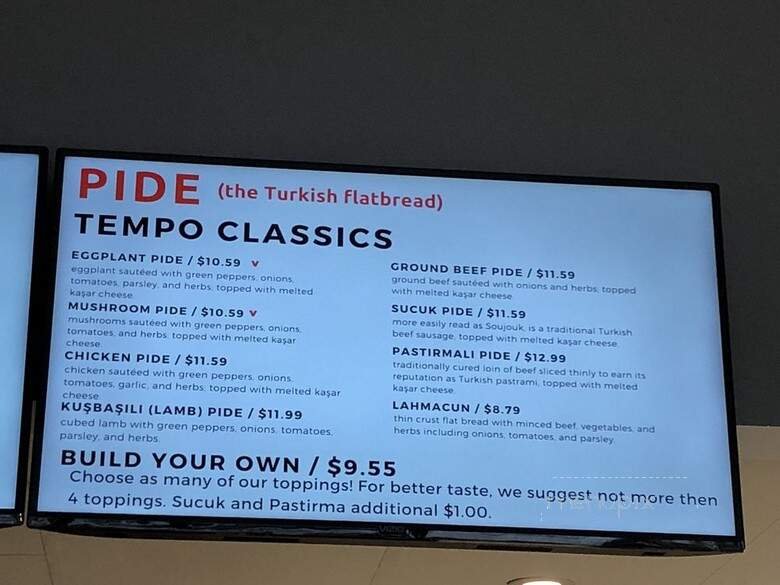 PIDE (the Turkish flatbread)
TEMPO CLASSICS
EGGPLANT PIDE / $10.59 V
eggplant sautéed with green peppers, onions,
tomatoes, parsley, and herbs, topped with melted
kaşar cheese.
MUSHROOM PIDE / $10.59 V
mushrooms sautéed with green peppers, onions,
tomatoes, and herbs, topped with melted kaşar
cheese.
CHICKEN PIDE / $11.59
chicken sautéed with green peppers, onions,
tomatoes, garlic, and herbs, topped with melted kaşar
cheese
KUŞBAŞILI (LAMB) PIDE / $11.99
cubed lamb with green peppers, onions, tomatoes,
parsley, and herbs.
GROUND BEEF PIDE / $11.59
ground beef sautéed with onions and herbs, topped
with melted kaşar cheese.
SUCUK PIDE / $11.59
more easily read as Soujouk, is a traditional Turkish
beef sausage, topped with melted kaşar cheese.
PASTIRMALI PIDE / $12.99
traditionally cured loin of beef sliced thinly to earn its
reputation as Turkish pastrami, topped with melted
kaşar cheese.
LAHMACUN / $8.79
thin crust flat bread with minced beef, vegetables, and
herbs including onions, tomatoes, and parsley.
BUILD YOUR OWN / $9.55
Choose as many of our toppings! For better taste, we suggest not more then
4 toppings. Sucuk and Pastirma additional $1.00.
VIZIO